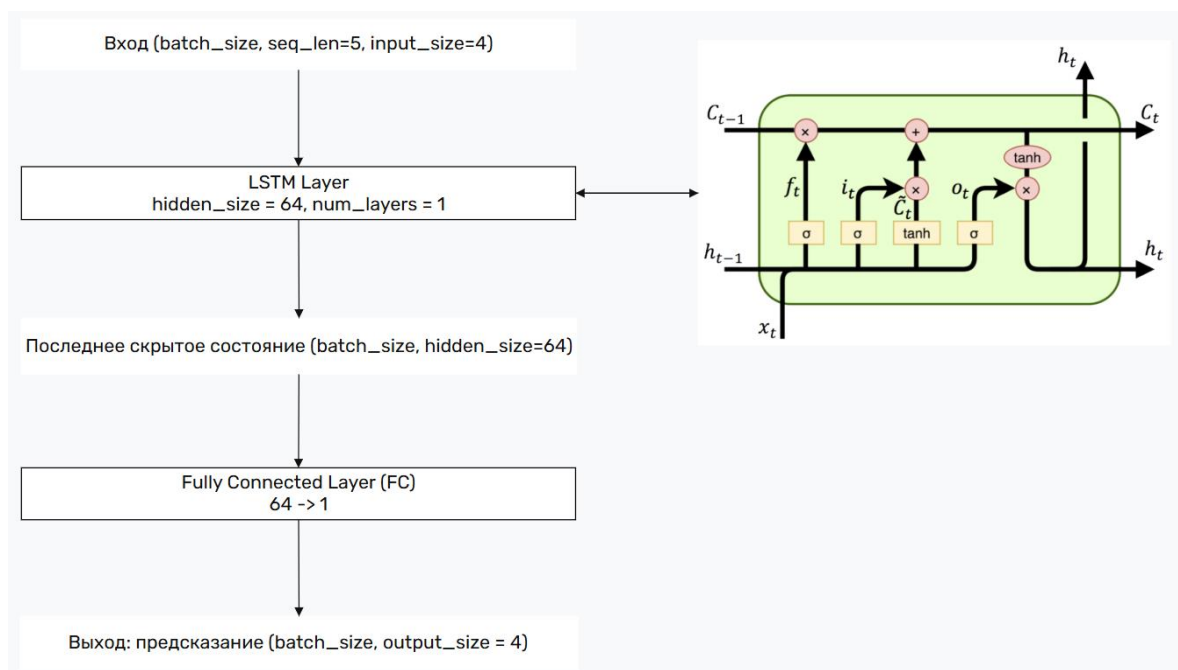 Вход (batch_size, seq_len=5, input_size=4)
LSTM Layer
hidden_size = 64, num_layers = 1
Последнее скрытое состояние (batch_size, hidden_size=64)
Fully Connected Layer (FC)
64 -> 1
Выход: предсказание (batch_size, output_size = 4)
h_t
C_{t-1}
×
+
C_t
tanh
f_t
i_t
×
o_t
×
C̃_t
σ
σ
tanh
σ
h_{t-1}
h_t
x_t